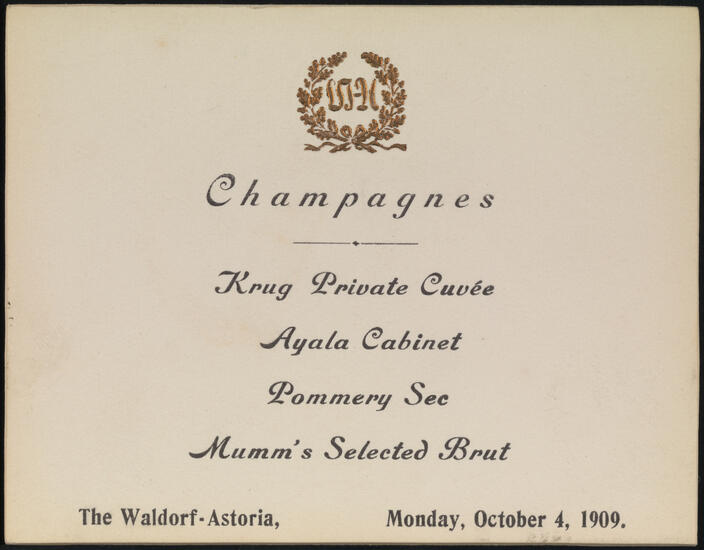 Champagnes
Krug Private Cuvée
Ayala Cabinet
Pommery Sec
Mumm's Selected Brut
The Waldorf-Astoria, Monday, October 4, 1909.